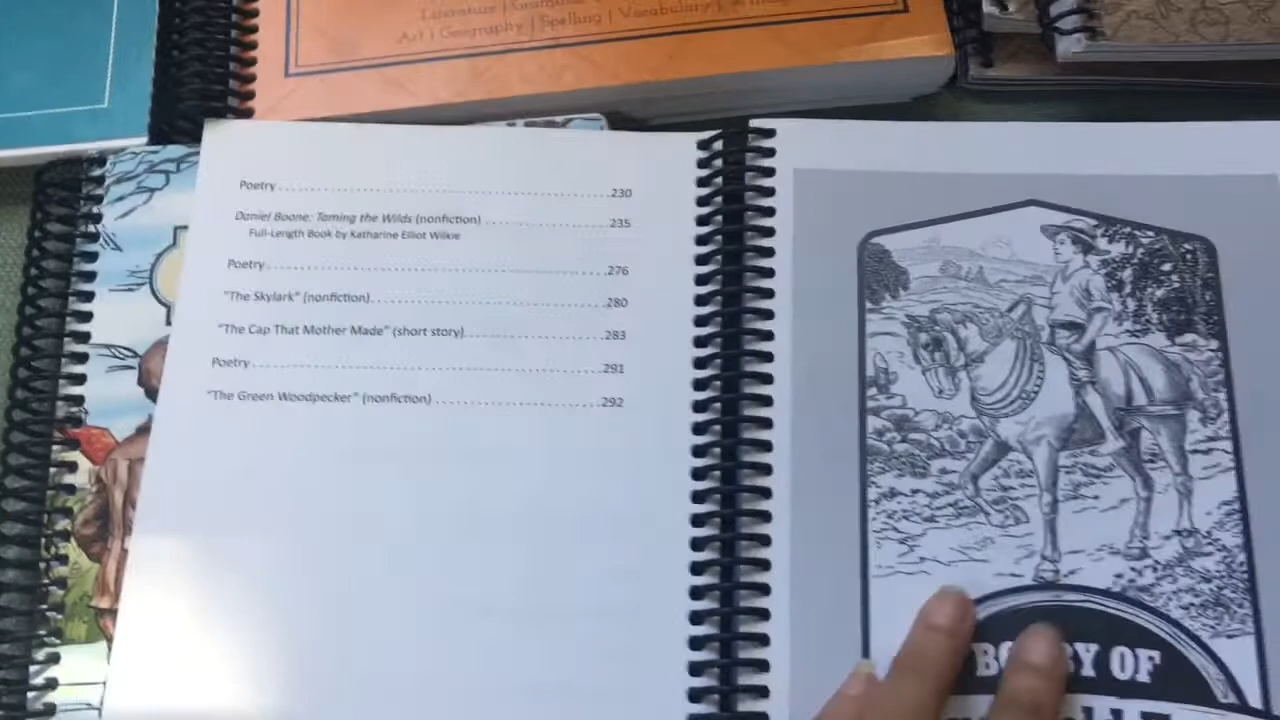 Literature | Grammar
Art | Geography | Spelling | Vocabulary |
Poetry..........230
Daniel Boone: Taming the Wilds (nonfiction)..........235
Full-Length Book by Katharine Elliot Wilkie
Poetry..........276
"The Skylark" (nonfiction)..........280
"The Cap That Mother Made" (short story)..........283
Poetry..........291
"The Green Woodpecker" (nonfiction)..........292
OF